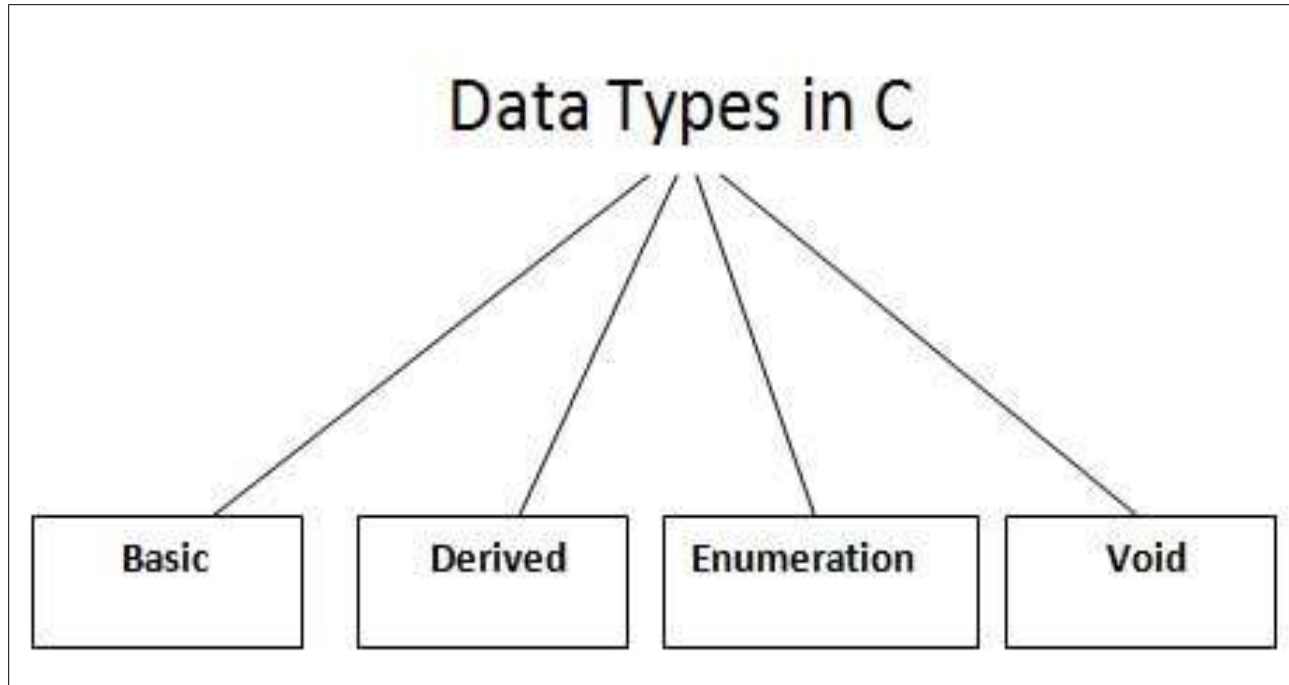 Data Types in C
Basic
Derived
Enumeration
Void